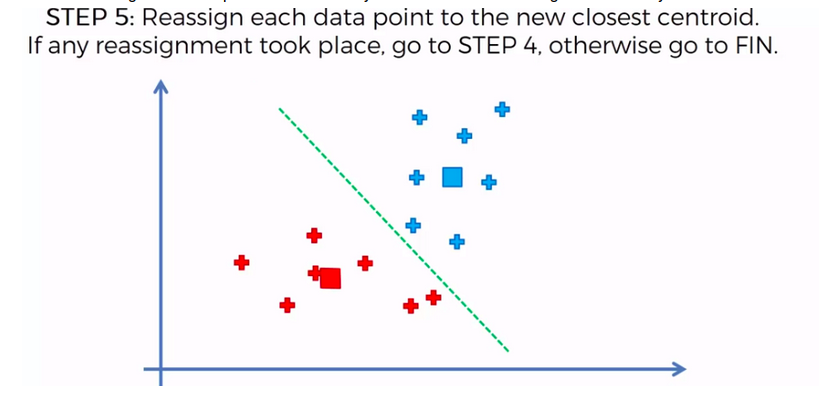 STEP 5: Reassign each data point to the new closest centroid.
If any reassignment took place, go to STEP 4, otherwise go to FIN.